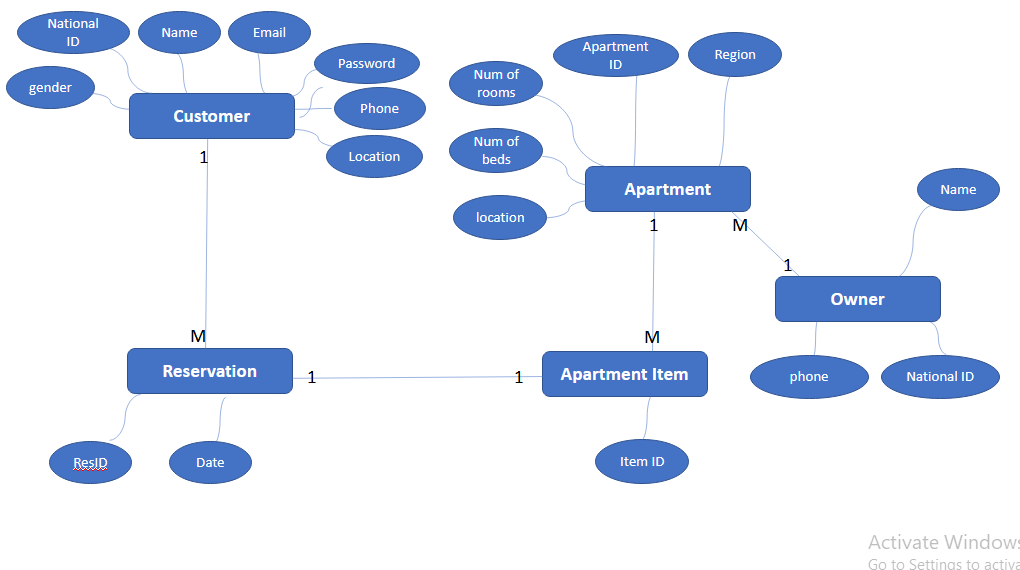 National
ID
Name
Email
Password
gender
Phone
Customer
Location
1
M
Reservation
1
ResID
Date
Apartment
ID
Region
Num of
rooms
Num of
beds
location
Apartment
1
M
1
Name
Owner
phone
National ID
M
1
Apartment Item
Item ID
Activate Windows
Go to Settings to activa